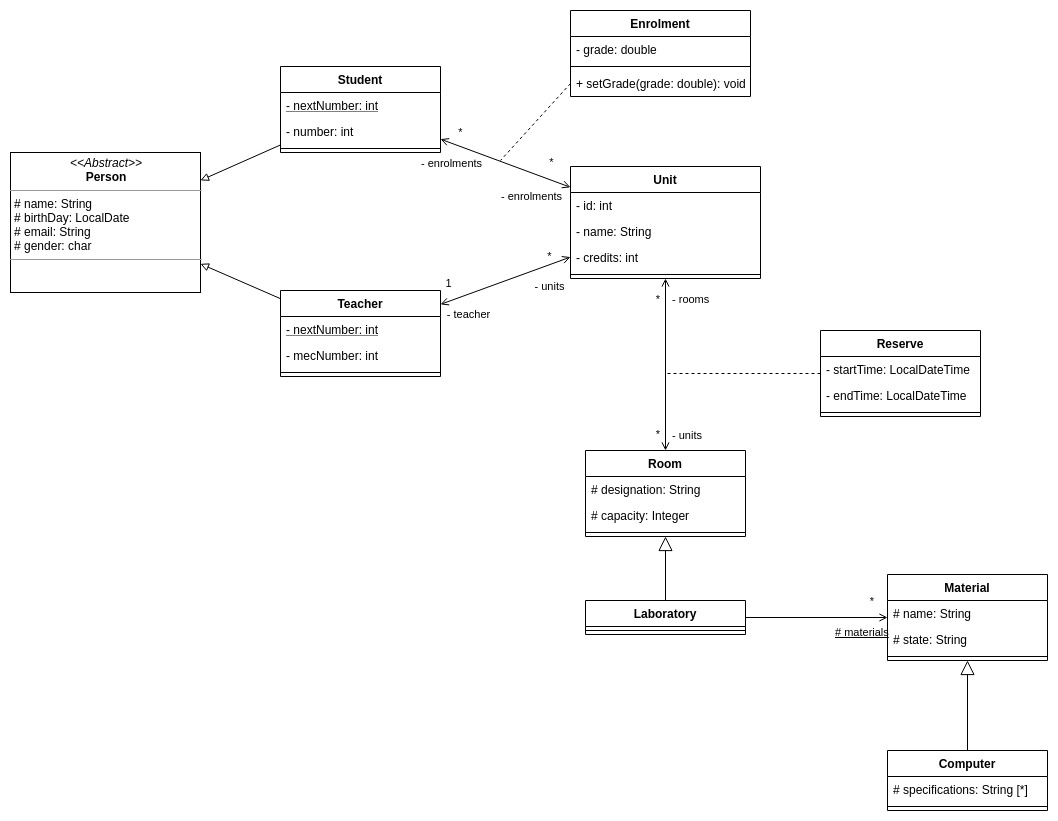 Enrolment
- grade: double
+ setGrade(grade: double): void
Student
- nextNumber: int
- number: int
*
- enrolments
*
- enrolments
<<Abstract>>
Person
# name: String
# birthDay: LocalDate
# email: String
# gender: char
Unit
- id: int
- name: String
- credits: int
*
- units
1
- teacher
Teacher
- nextNumber: int
- mecNumber: int
*
- rooms
Reserve
- startTime: LocalDateTime
- endTime: LocalDateTime
*
- units
Room
# designation: String
# capacity: Integer
Laboratory
*
# materials
Material
# name: String
# state: String
Computer
# specifications: String [*]